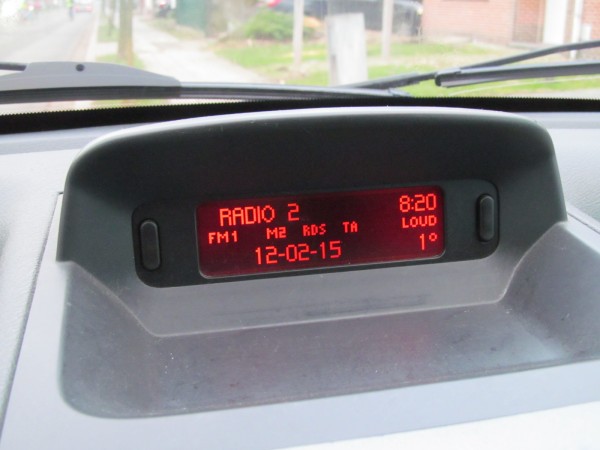 RADIO 2 8:20
LOUD
FM1 M2 RDS TA
12-02-15 1°